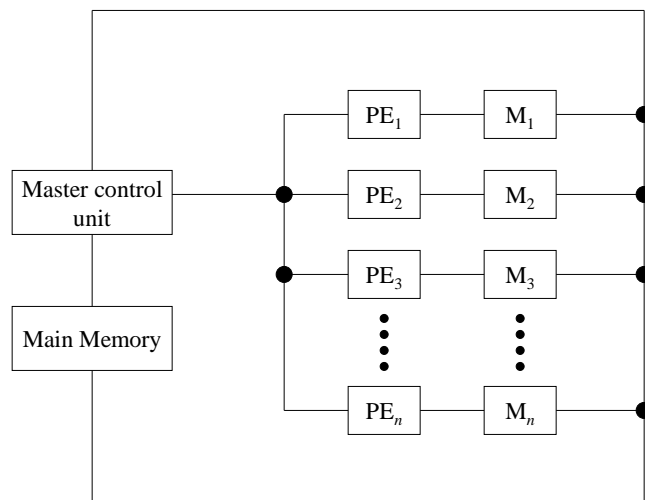 PE₁ M₁
Master control
unit
PE₂ M₂
PE₃ M₃
Main Memory
PEₙ Mₙ